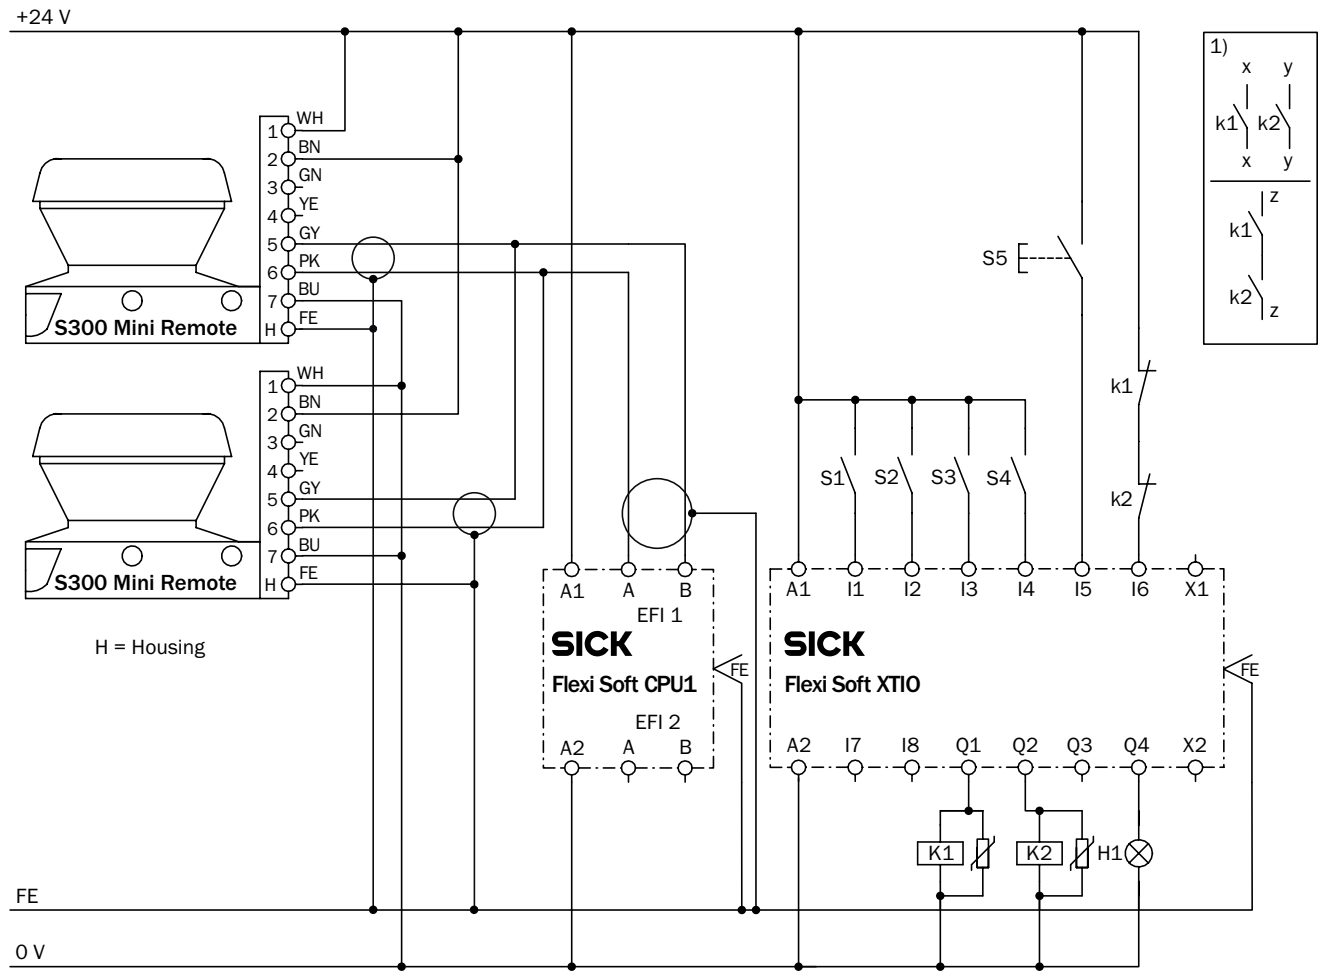 +24 V
1)
x y
k1 k2
x y
z
k1
k2
z
1 WH
2 BN
3 GN
4 YE
5 GY
6 PK
7 BU
H FE
S300 Mini Remote
1 WH
2 BN
3 GN
4 YE
5 GY
6 PK
7 BU
H FE
S300 Mini Remote
H = Housing
S5
k1
k2
S1 S2 S3 S4
A1 A B
EFI 1
SICK
Flexi Soft CPU1
FE
EFI 2
A2 A B
A1 I1 I2 I3 I4 I5 I6 X1
SICK
Flexi Soft XTIO
FE
A2 I7 I8 Q1 Q2 Q3 Q4 X2
K1 K2 H1
FE
0 V